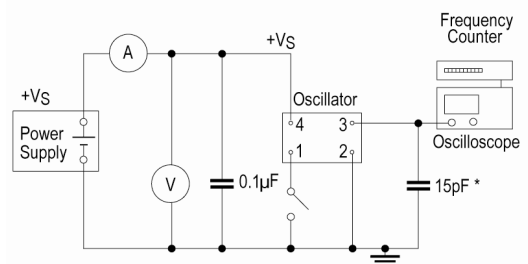 Frequency
Counter
+VS
A
+VS
Oscillator
Power
Supply
4
3
Oscilloscope
1
2
V
0.1µF
15pF *